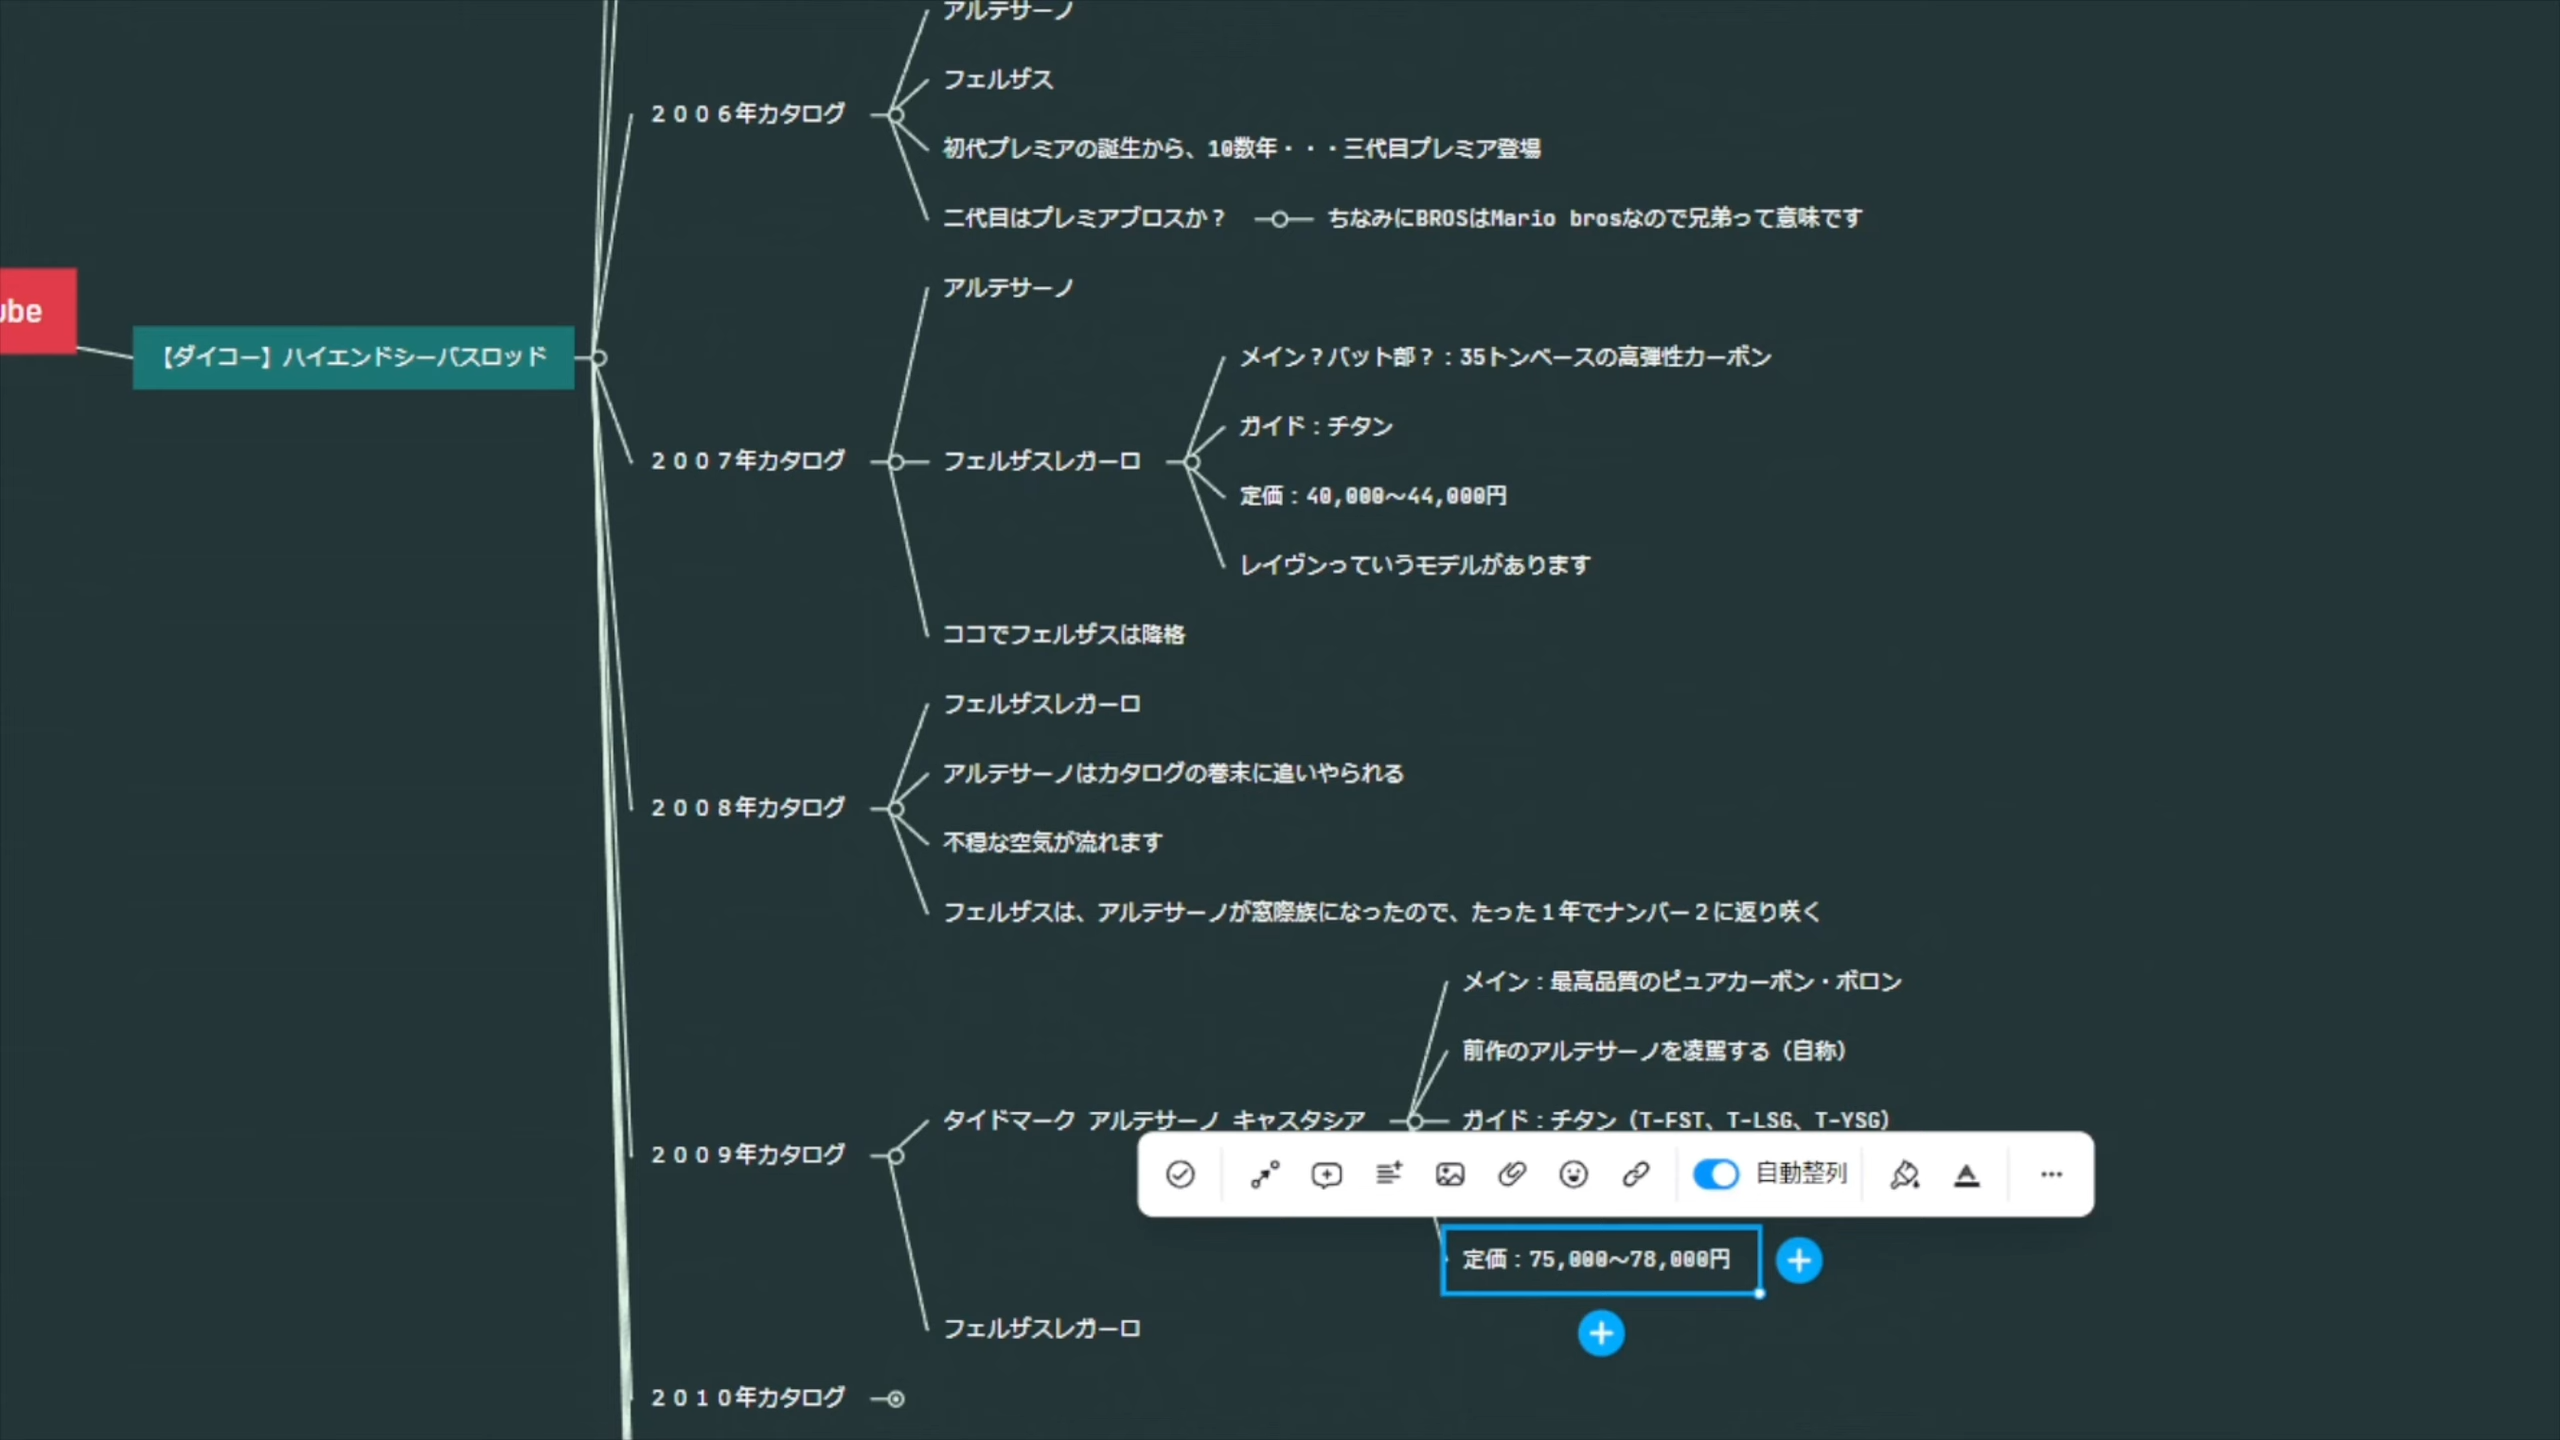 アルテサーノ
フェルザス
2006年カタログ
初代プレミアの誕生から、10数年・・・三代目プレミア登場
二代目はプレミアブロスか？
ちなみにBROSはMario brosなので兄弟って意味です
ube
【ダイコー】ハイエンドシーバスロッド
アルテサーノ
2007年カタログ
フェルザスレガーロ
メイン？バット部？：35トンベースの高弾性カーボン
ガイド：チタン
定価：40,000〜44,000円
レイヴンっていうモデルがあります
ココでフェルザスは降格
フェルザスレガーロ
アルテサーノはカタログの巻末に追いやられる
2008年カタログ
不穏な空気が流れます
フェルザスは、アルテサーノが窓際族になったので、たった１年でナンバー２に返り咲く
メイン：最高品質のピュアカーボン・ボロン
前作のアルテサーノを凌駕する（自称）
タイドマーク アルテサーノ キャスタシア
ガイド：チタン（T-FST、T-LSG、T-YSG）
2009年カタログ
自動整列
定価：75,000〜78,000円
フェルザスレガーロ
2010年カタログ